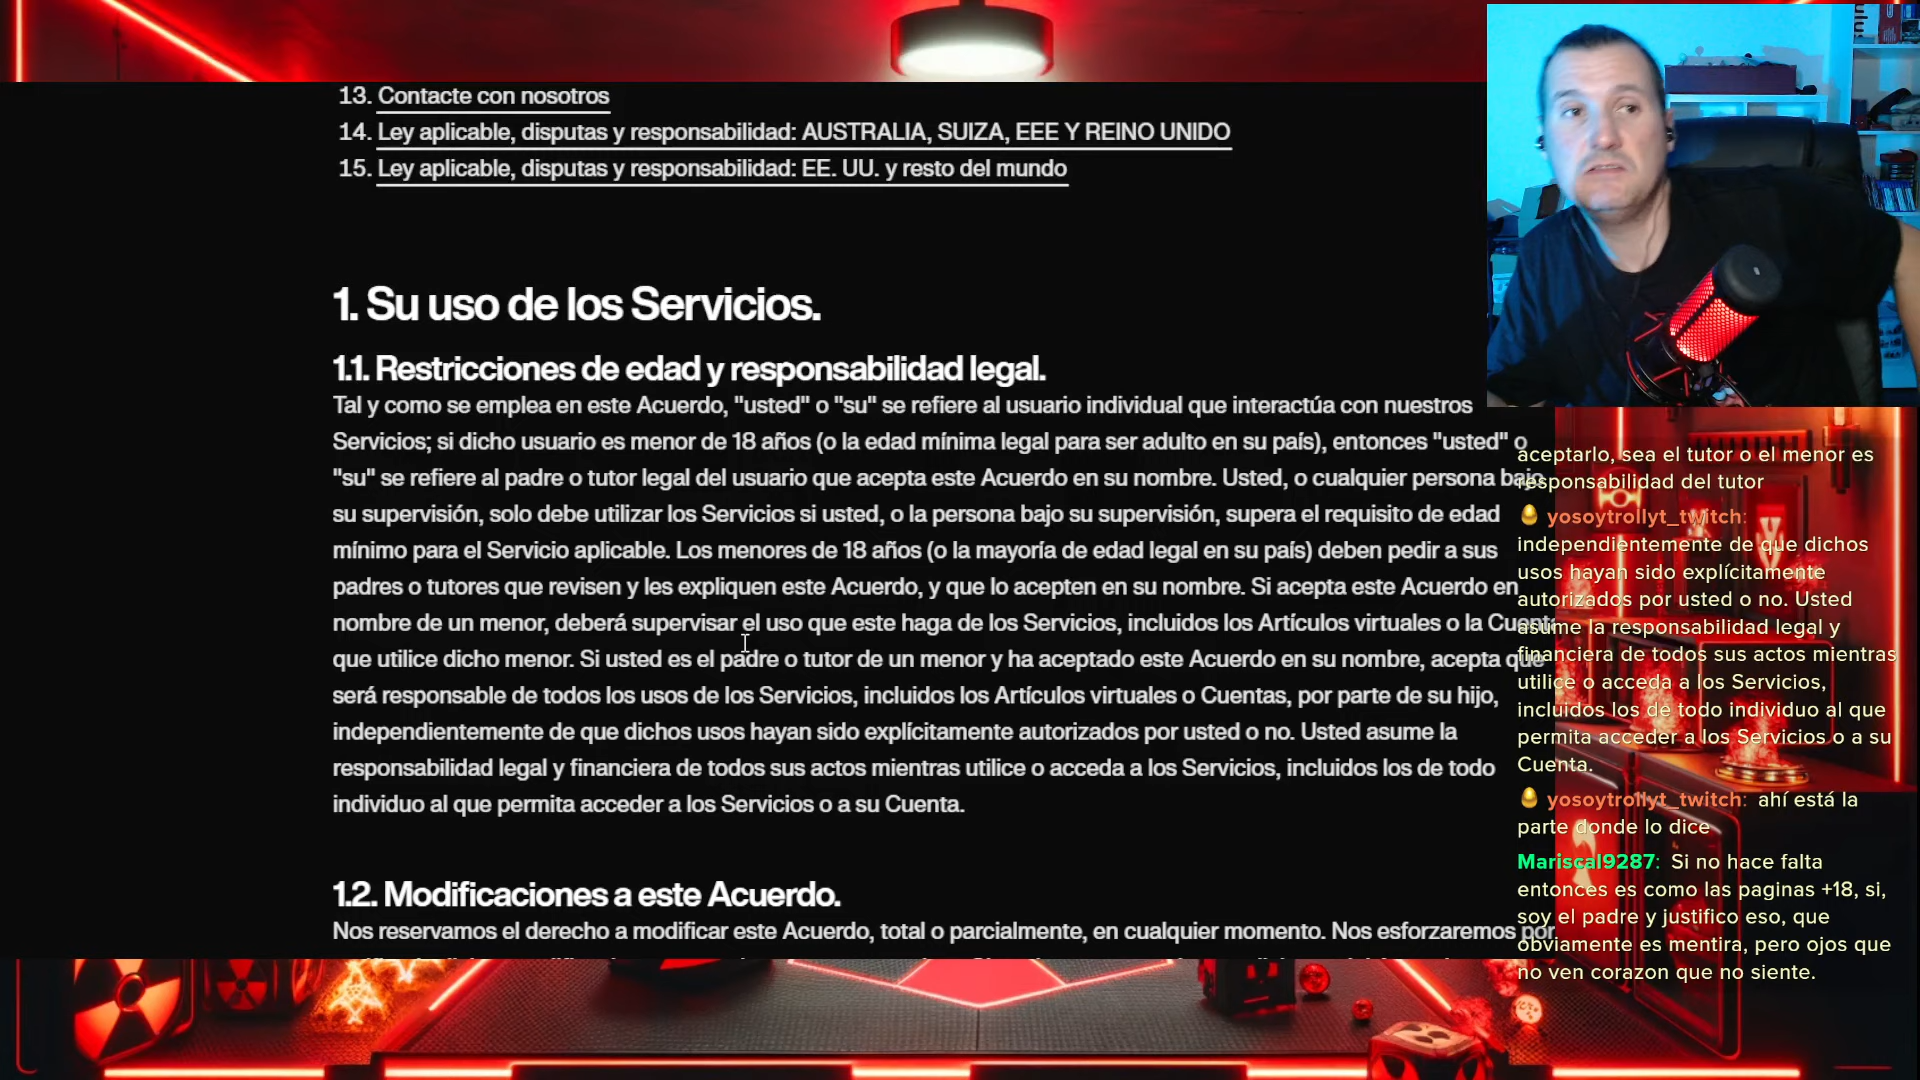 13. Contacte con nosotros
14. Ley aplicable, disputas y responsabilidad: AUSTRALIA, SUIZA, EEE Y REINO UNIDO
15. Ley aplicable, disputas y responsabilidad: EE. UU. y resto del mundo
1. Su uso de los Servicios.
1.1. Restricciones de edad y responsabilidad legal.
Tal y como se emplea en este Acuerdo, "usted" o "su" se refiere al usuario individual que interactúa con nuestros
Servicios; si dicho usuario es menor de 18 años (o la edad mínima legal para ser adulto en su país), entonces "usted" o
"su" se refiere al padre o tutor legal del usuario que acepta este Acuerdo en su nombre. Usted, o cualquier persona bajo
su supervisión, solo debe utilizar los Servicios si usted, o la persona bajo su supervisión, supera el requisito de edad
mínimo para el Servicio aplicable. Los menores de 18 años (o la mayoría de edad legal en su país) deben pedir a sus
padres o tutores que revisen y les expliquen este Acuerdo, y que lo acepten en su nombre. Si acepta este Acuerdo en
nombre de un menor, deberá supervisar el uso que este haga de los Servicios, incluidos los Artículos virtuales o la Cuenta
que utilice dicho menor. Si usted es el padre o tutor de un menor y ha aceptado este Acuerdo en su nombre, acepta que
será responsable de todos los usos de los Servicios, incluidos los Artículos virtuales o Cuentas, por parte de su hijo,
independientemente de que dichos usos hayan sido explícitamente autorizados por usted o no. Usted asume la
responsabilidad legal y financiera de todos sus actos mientras utilice o acceda a los Servicios, incluidos los de todo
individuo al que permita acceder a los Servicios o a su Cuenta.
1.2. Modificaciones a este Acuerdo.
Nos reservamos el derecho a modificar este Acuerdo, total o parcialmente, en cualquier momento. Nos esforzaremos por
aceptarlo, sea el tutor o el menor es
responsabilidad del tutor
yosoytrollyt_twitch:
independientemente de que dichos
usos hayan sido explícitamente
autorizados por usted o no. Usted
asume la responsabilidad legal y
financiera de todos sus actos mientras
utilice o acceda a los Servicios,
incluidos los de todo individuo al que
permita acceder a los Servicios o a su
Cuenta.
yosoytrollyt_twitch: ahí está la
parte donde lo dice
Mariscal9287: Si no hace falta
entonces es como las paginas +18, si,
soy el padre y justifico eso, que
obviamente es mentira, pero ojos que
no ven corazon que no siente.